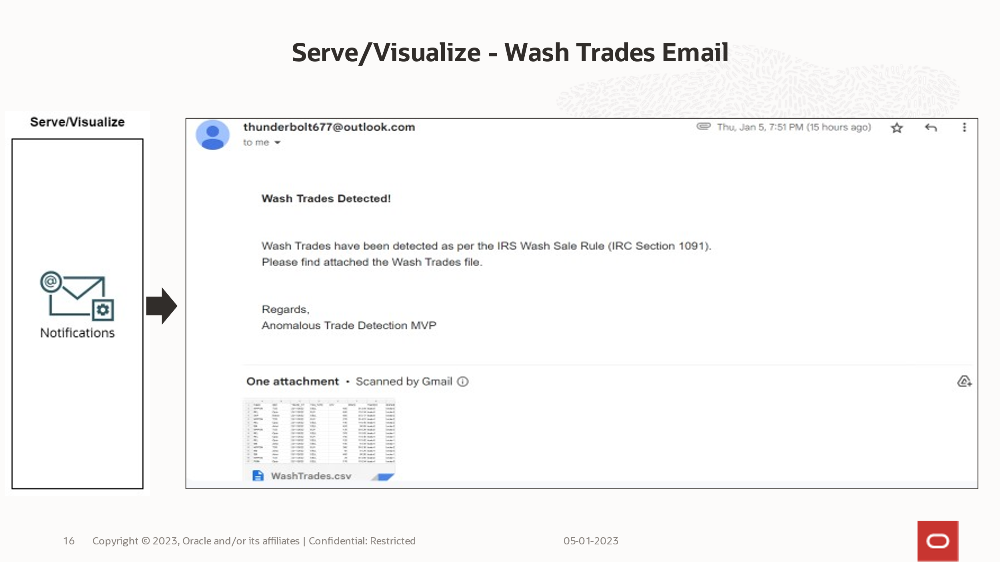 Serve/Visualize - Wash Trades Email
Serve/Visualize
@
Notifications
thunderbolt677@outlook.com
Thu, Jan 5, 7:51 PM (15 hours ago)
to me
Wash Trades Detected!
Wash Trades have been detected as per the IRS Wash Sale Rule (IRC Section 1091).
Please find attached the Wash Trades file.
Regards,
Anomalous Trade Detection MVP
One attachment • Scanned by Gmail
WashTrades.csv
16 Copyright © 2023, Oracle and/or its affiliates | Confidential: Restricted 05-01-2023